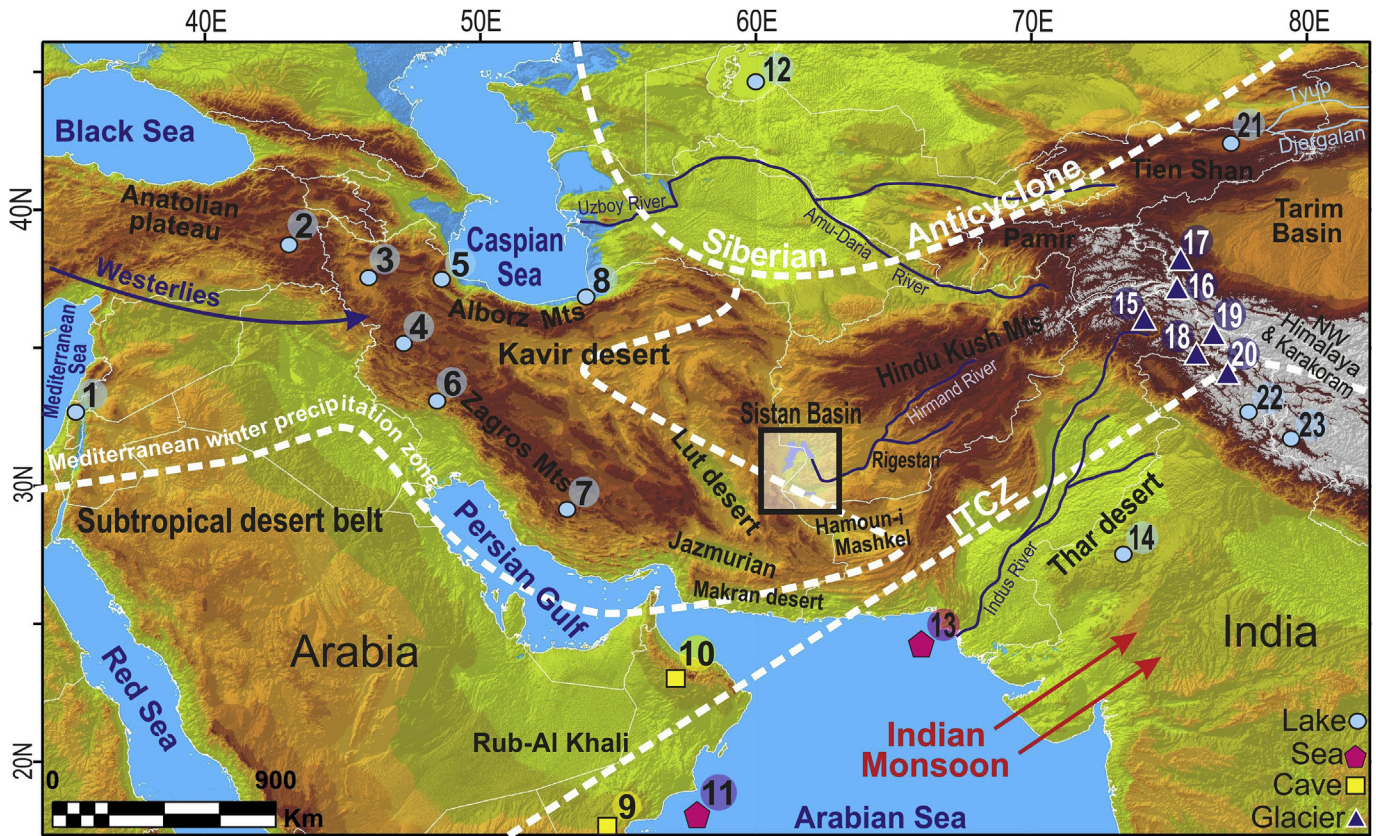 40E 50E 60E 70E 80E
12
Tyup
21
Djergalan
Black Sea
Tien Shan
40N
Anatolian
plateau
2
Uzboy River
Caspian
Sea
Siberian
Anticyclone
Amu-Daria
River
Pamir
Tarim
Basin
17
3
5
8
16
Westerlies
Alborz Mts
15
19
NW
Himalaya
& Karakoram
Mediterranean
Sea
4
Kavir desert
Hindu Kush Mts
18
20
1
6
Hirmand River
22
Mediterranean winter precipitation zone
Zagros Mts
Sistan Basin
23
Lut desert
Rigestan
30N
7
ITCZ
Subtropical desert belt
Persian Gulf
Hamoun-i
Mashkel
Thar desert
14
Jazmurian
Indus River
Makran desert
13
Arabia
10
India
Red Sea
Rub-Al Khali
Indian
Monsoon
Lake
Sea
Cave
Glacier
20N
0 900
Km
9
11
Arabian Sea